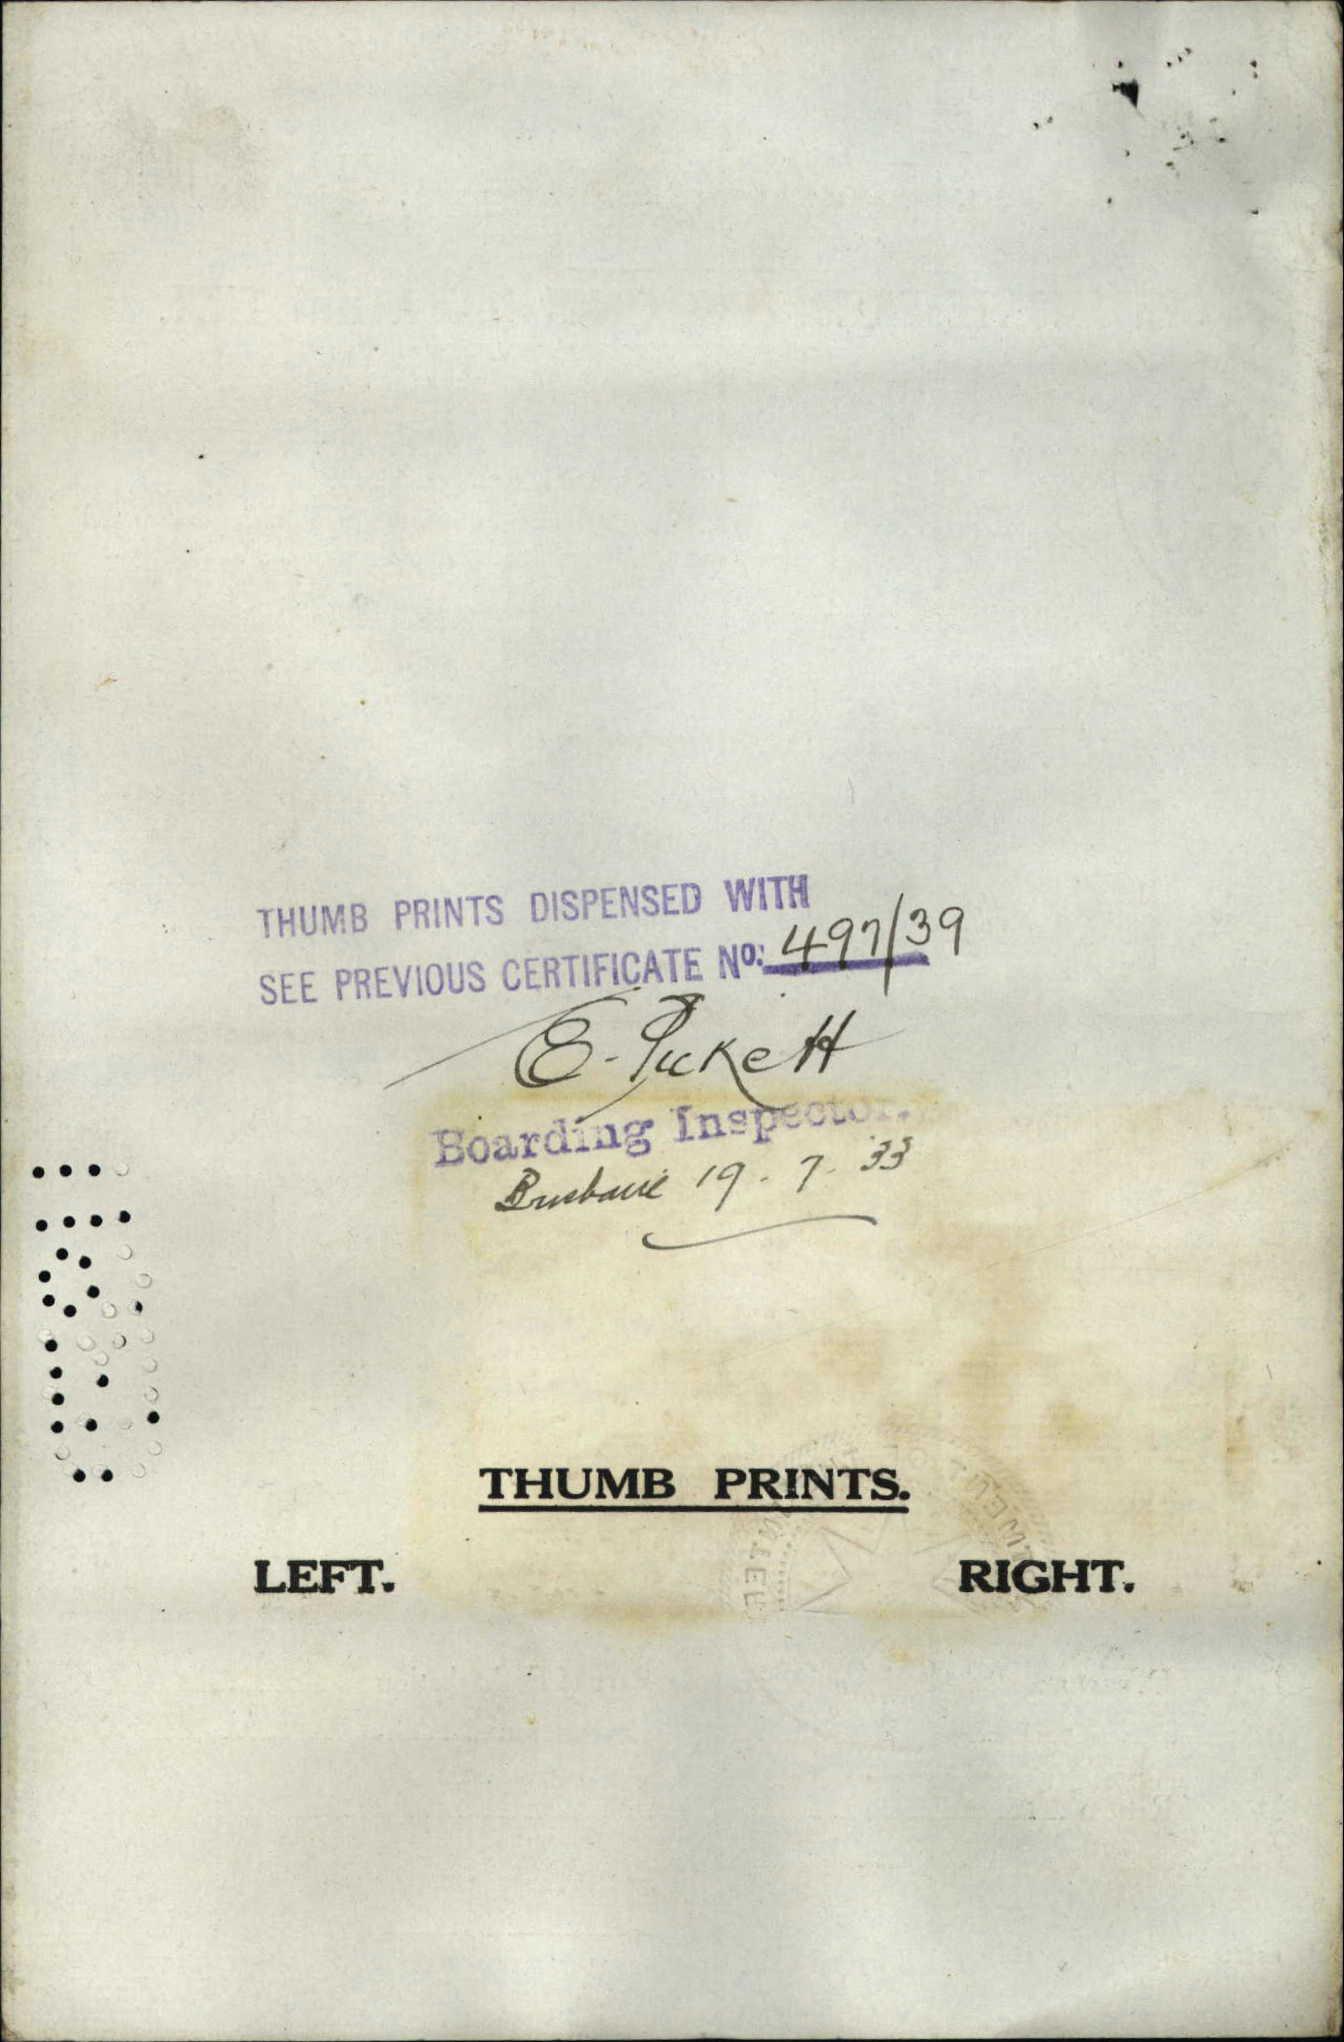 THUMB PRINTS DISPENSED WITH
SEE PREVIOUS CERTIFICATE No: 497/39
E. Pickett
Boarding Inspector.
Brisbane 19. 7. 33
THUMB PRINTS.
LEFT.
RIGHT.